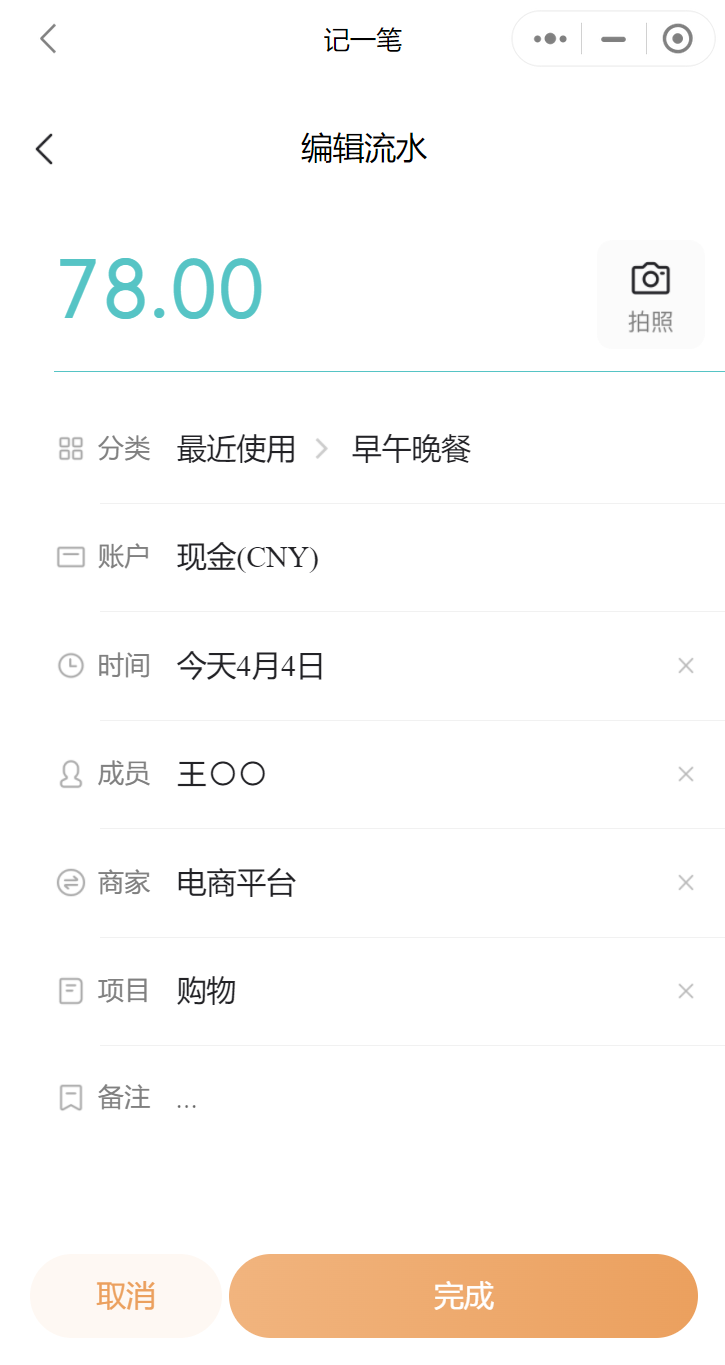 记一笔
编辑流水
78.00
拍照
分类 最近使用 早午晚餐
账户 现金(CNY)
时间 今天4月4日
成员 王〇〇
商家 电商平台
项目 购物
备注 ...
取消 完成